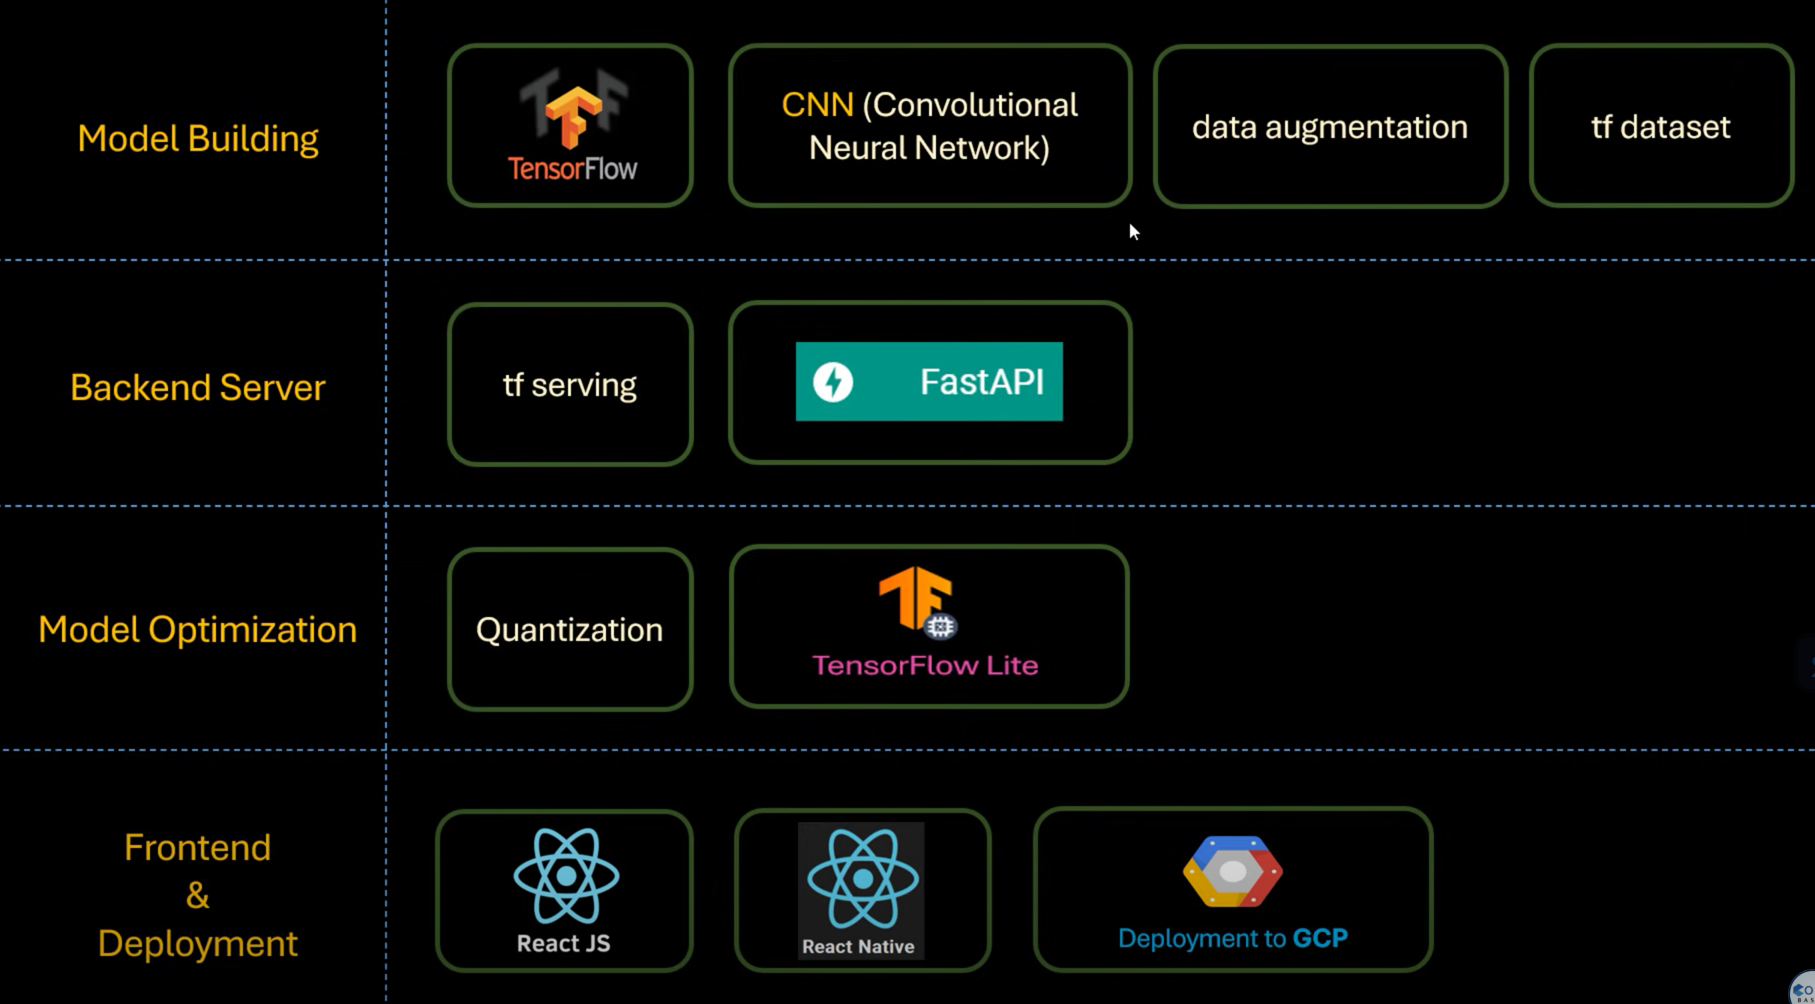 Model Building
TensorFlow
CNN (Convolutional
Neural Network)
data augmentation
tf dataset
Backend Server
tf serving
FastAPI
Model Optimization
Quantization
TensorFlow Lite
Frontend
&
Deployment
React JS
React Native
Deployment to GCP